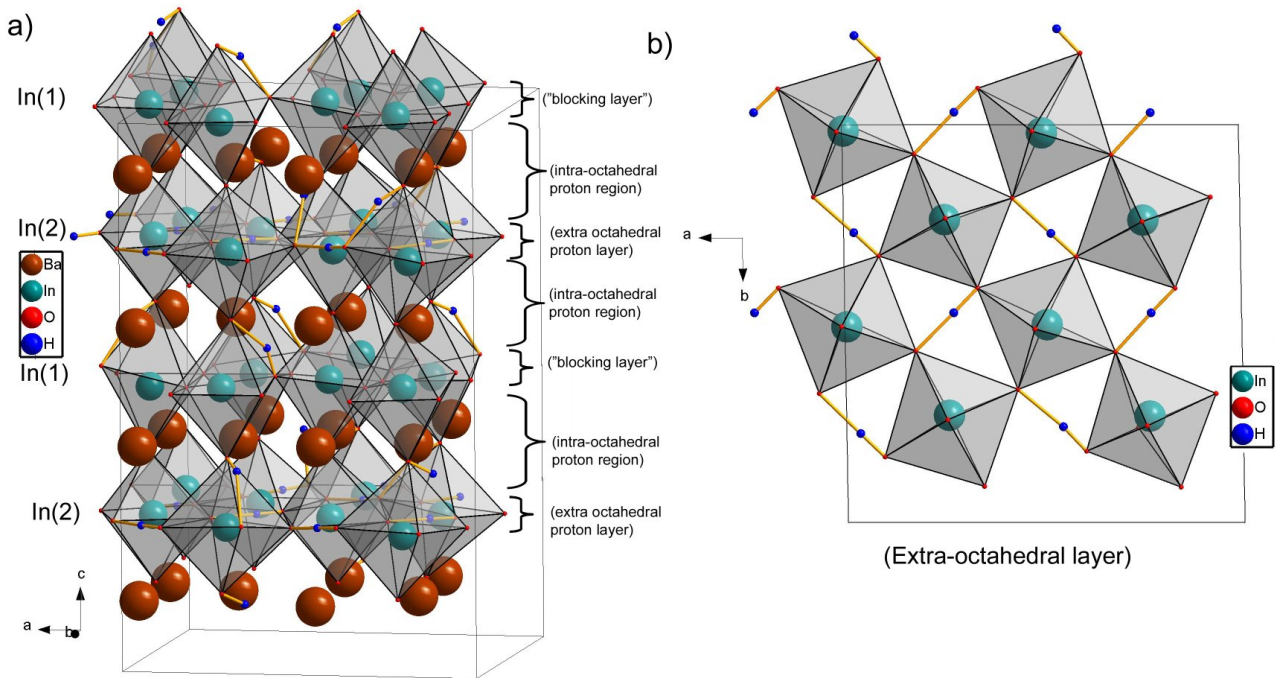 a)
In(1)
("blocking layer")
(intra-octahedral
proton region)
In(2)
(extra octahedral
proton layer)
Ba
In
O
H
(intra-octahedral
proton region)
In(1)
("blocking layer")
(intra-octahedral
proton region)
In(2)
(extra octahedral
proton layer)
c
a
b
b)
a
b
In
O
H
(Extra-octahedral layer)